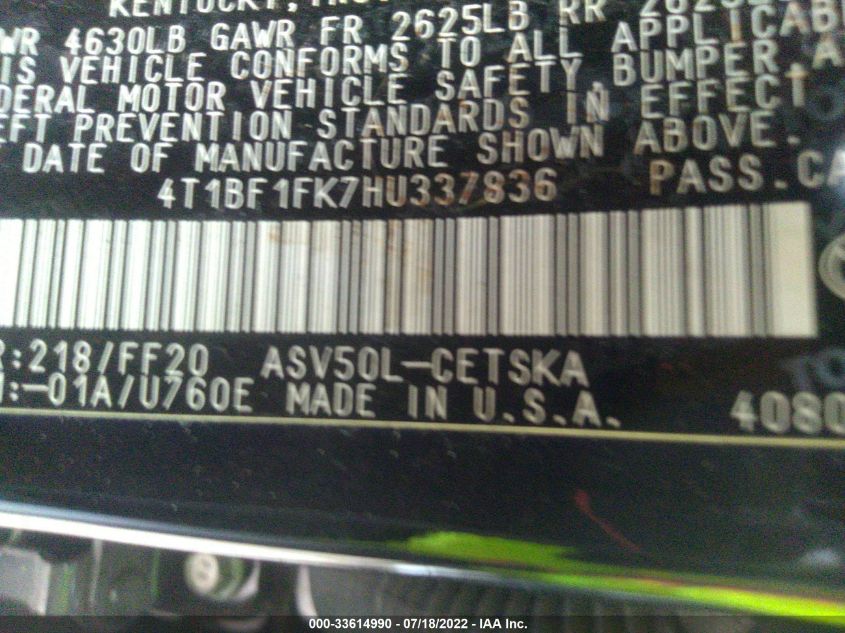 KENTUCKY,
WR 4630LB GAWR FR 2625LB RR
IS VEHICLE CONFORMS TO ALL APPLICAB
DERAL MOTOR VEHICLE SAFETY, BUMPER, A
EFT PREVENTION STANDARDS IN EFFECT
DATE OF MANUFACTURE SHOWN ABOVE.
4T1BF1FK7HU337836 PASS.CA
R:218/FF20 ASV50L-CETSKA
:-01A/U760E MADE IN U.S.A. 4080
000-33614990 - 07/18/2022 - IAA Inc.